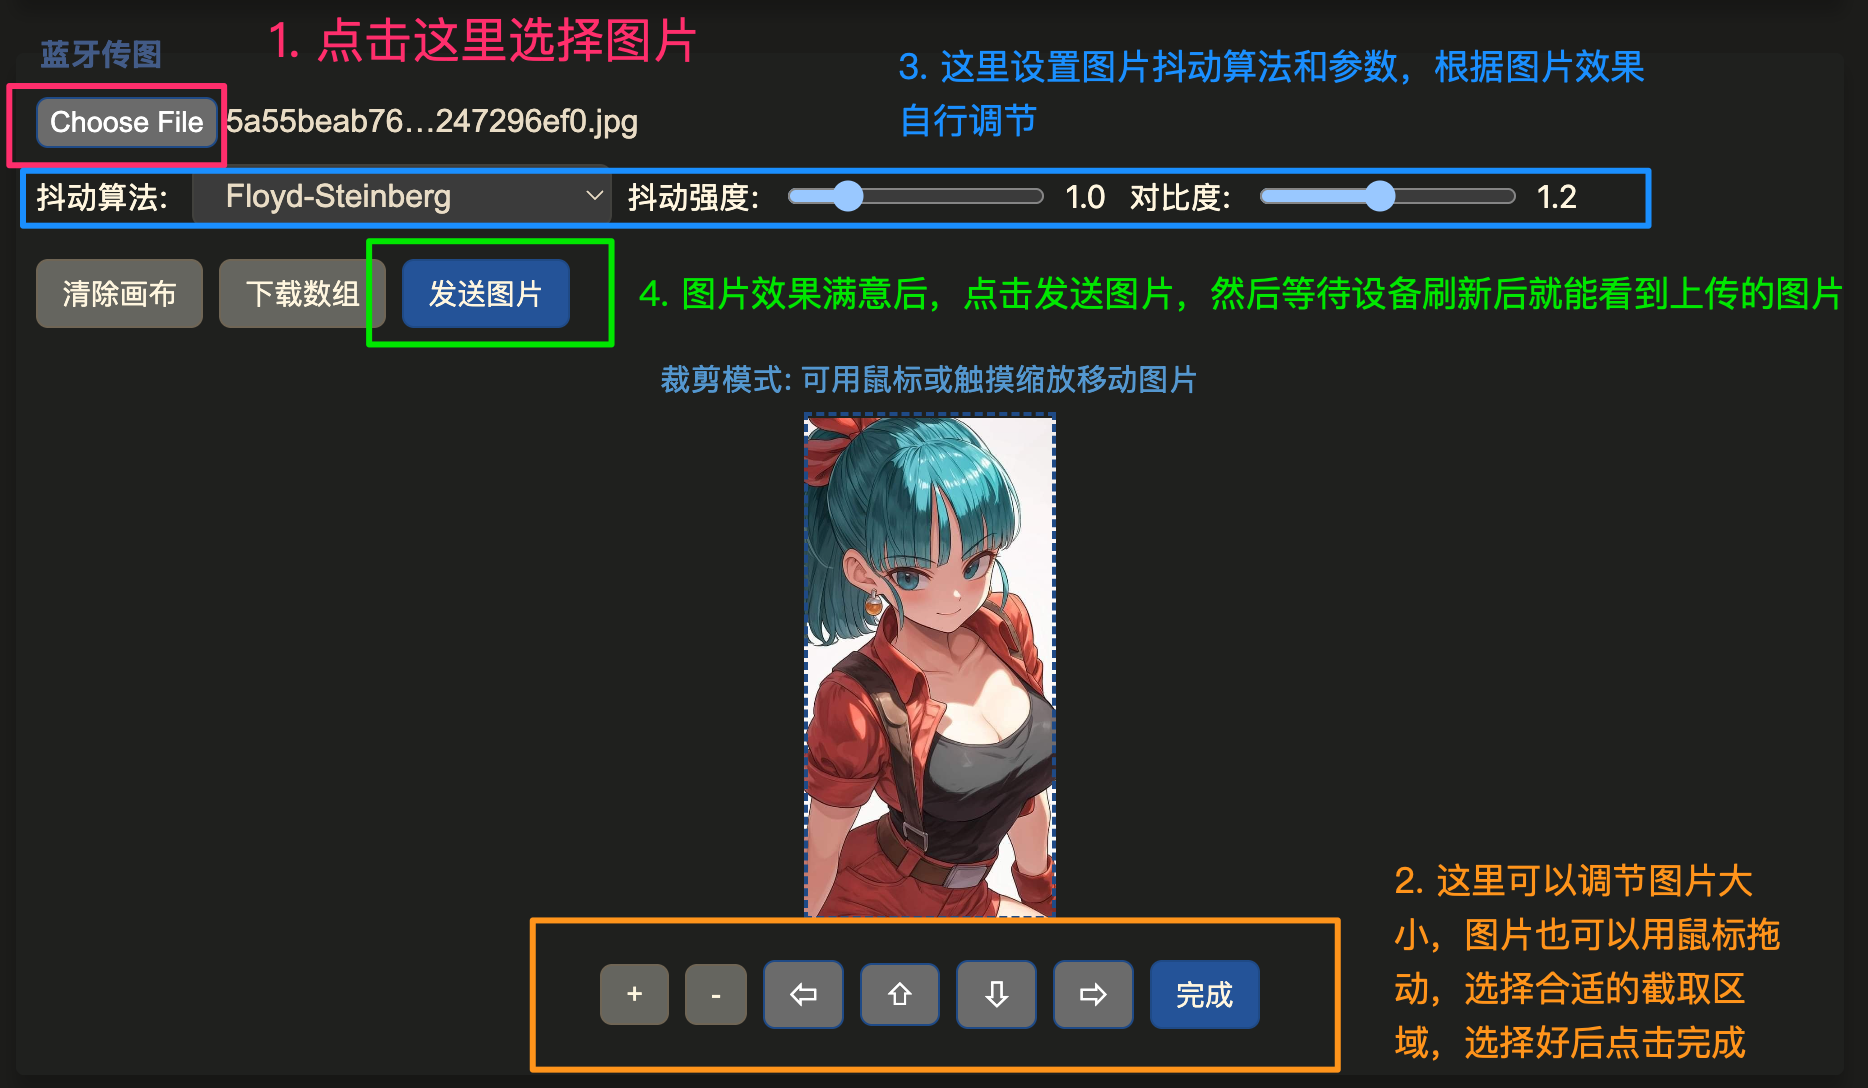 蓝牙传图
1. 点击这里选择图片
3. 这里设置图片抖动算法和参数，根据图片效果
自行调节
Choose File 5a55beab76…247296ef0.jpg
抖动算法: Floyd-Steinberg 抖动强度: 1.0 对比度: 1.2
清除画布 下载数组 发送图片
4. 图片效果满意后，点击发送图片，然后等待设备刷新后就能看到上传的图片
裁剪模式: 可用鼠标或触摸缩放移动图片
2. 这里可以调节图片大
小，图片也可以用鼠标拖
动，选择合适的截取区
域，选择好后点击完成
+ - ⇦ ⇧ ⇩ ⇨ 完成